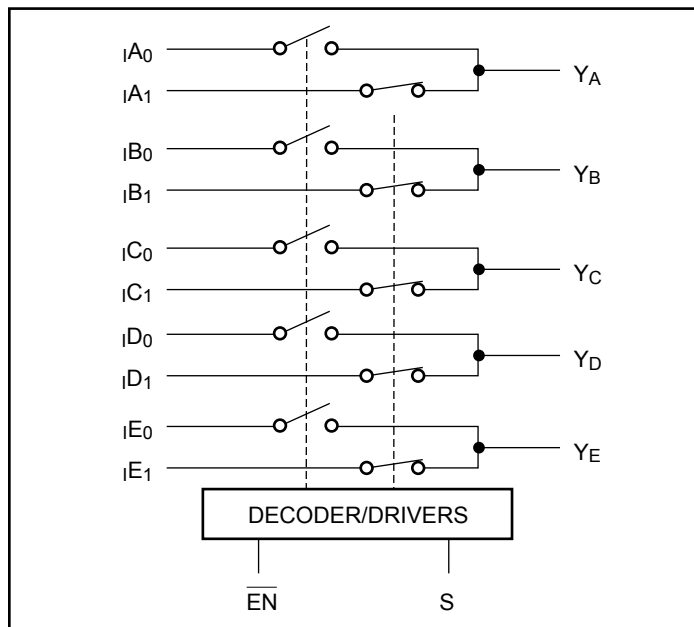 IA0
YA
IA1
IB0
YB
IB1
IC0
YC
IC1
ID0
YD
ID1
IE0
YE
IE1
DECODER/DRIVERS
EN S